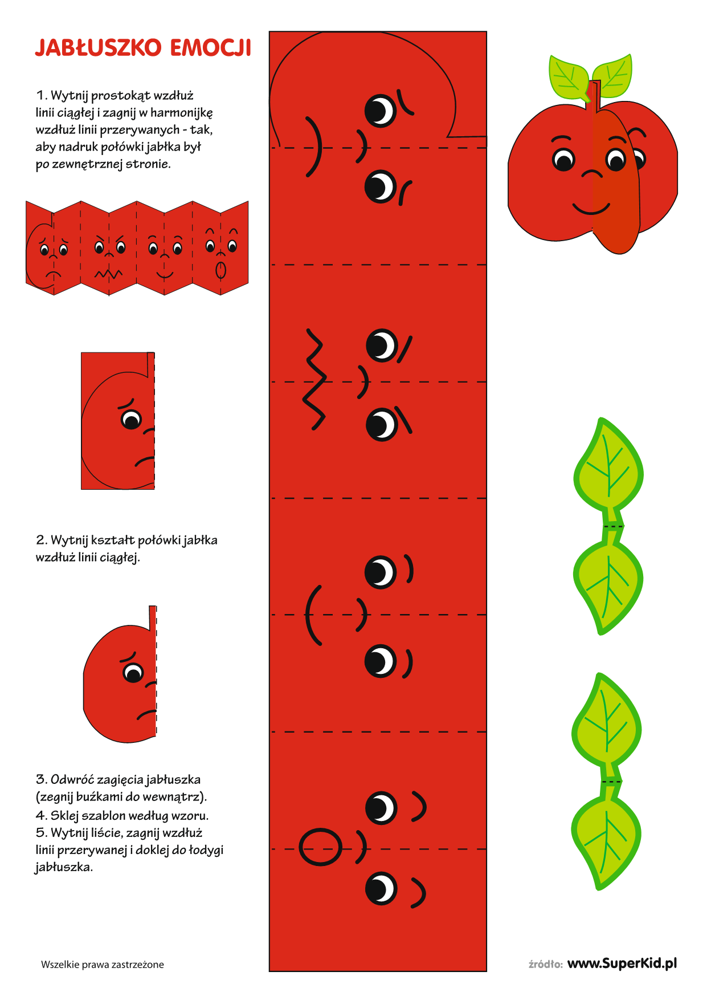 JABŁUSZKO EMOCJI
1. Wytnij prostokąt wzdłuż
linii ciągłej i zagnij w harmonijkę
wzdłuż linii przerywanych - tak,
aby nadruk połówki jabłka był
po zewnętrznej stronie.
2. Wytnij kształt połówki jabłka
wzdłuż linii ciągłej.
3. Odwróć zagięcia jabłuszka
(zegnij buźkami do wewnątrz).
4. Sklej szablon według wzoru.
5. Wytnij liście, zagnij wzdłuż
linii przerywanej i doklej do łodygi
jabłuszka.
Wszelkie prawa zastrzeżone
źródło: www.SuperKid.pl